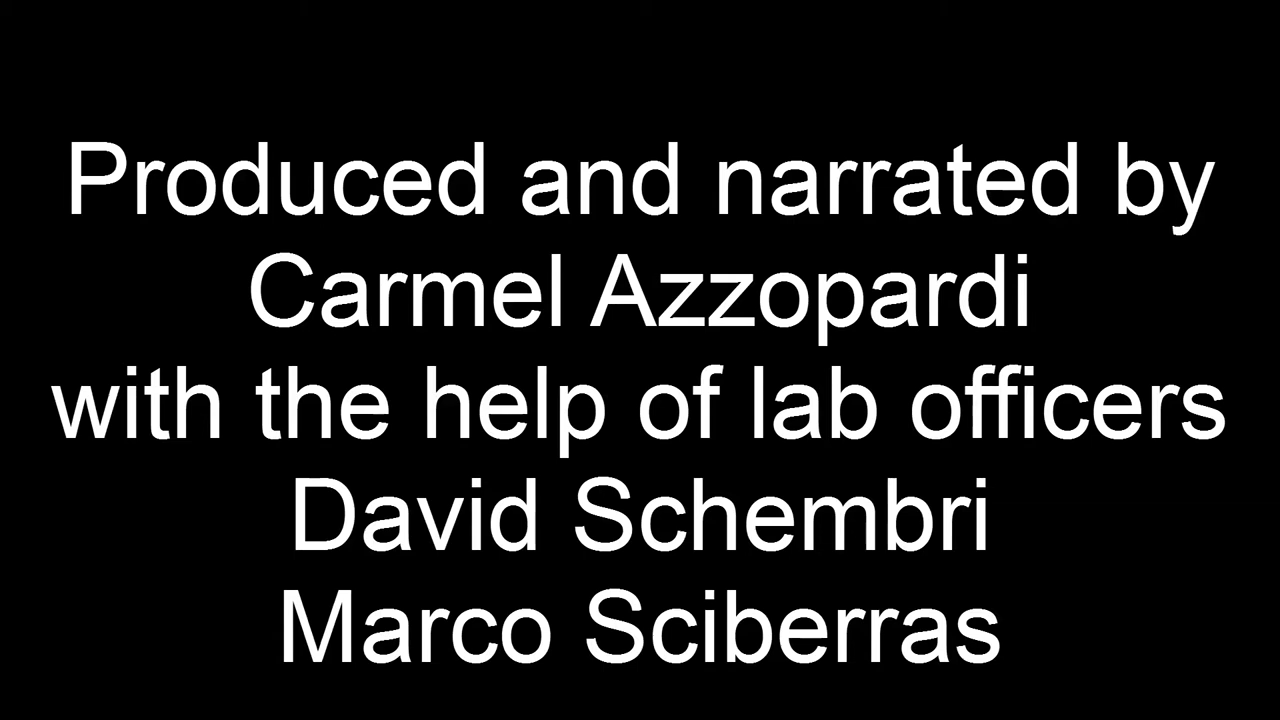 Produced and narrated by
Carmel Azzopardi
with the help of lab officers
David Schembri
Marco Sciberras